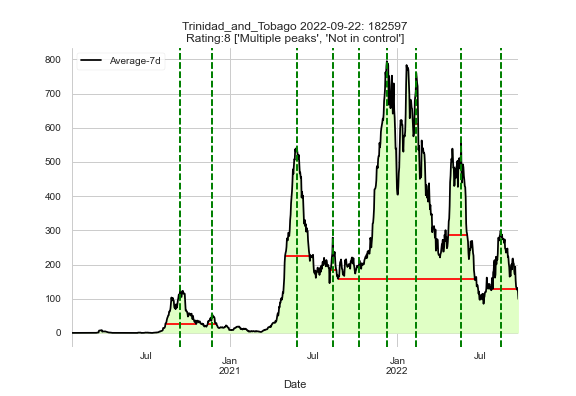 Trinidad_and_Tobago 2022-09-22: 182597
Rating:8 ['Multiple peaks', 'Not in control']
Average-7d
800
700
600
500
400
300
200
100
0
Jul
Jan
2021
Jul
Jan
2022
Jul
Date